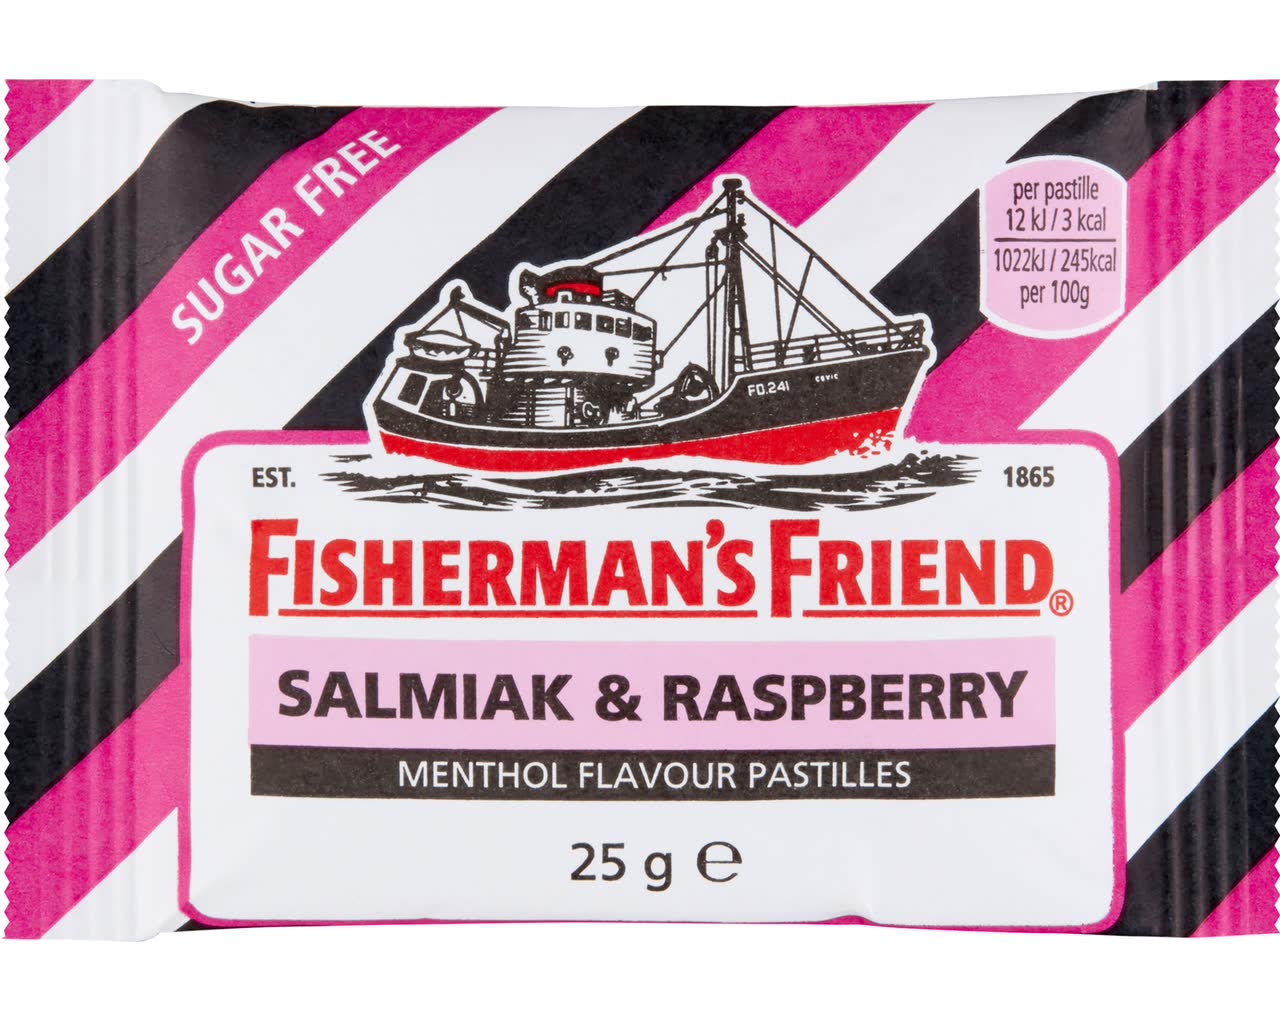 SUGAR FREE
per pastille
12 kJ / 3 kcal
1022kJ / 245kcal
per 100g
FD.241
COVIC
EST.
1865
FISHERMAN'S FRIEND®
SALMIAK & RASPBERRY
MENTHOL FLAVOUR PASTILLES
25 g ℮